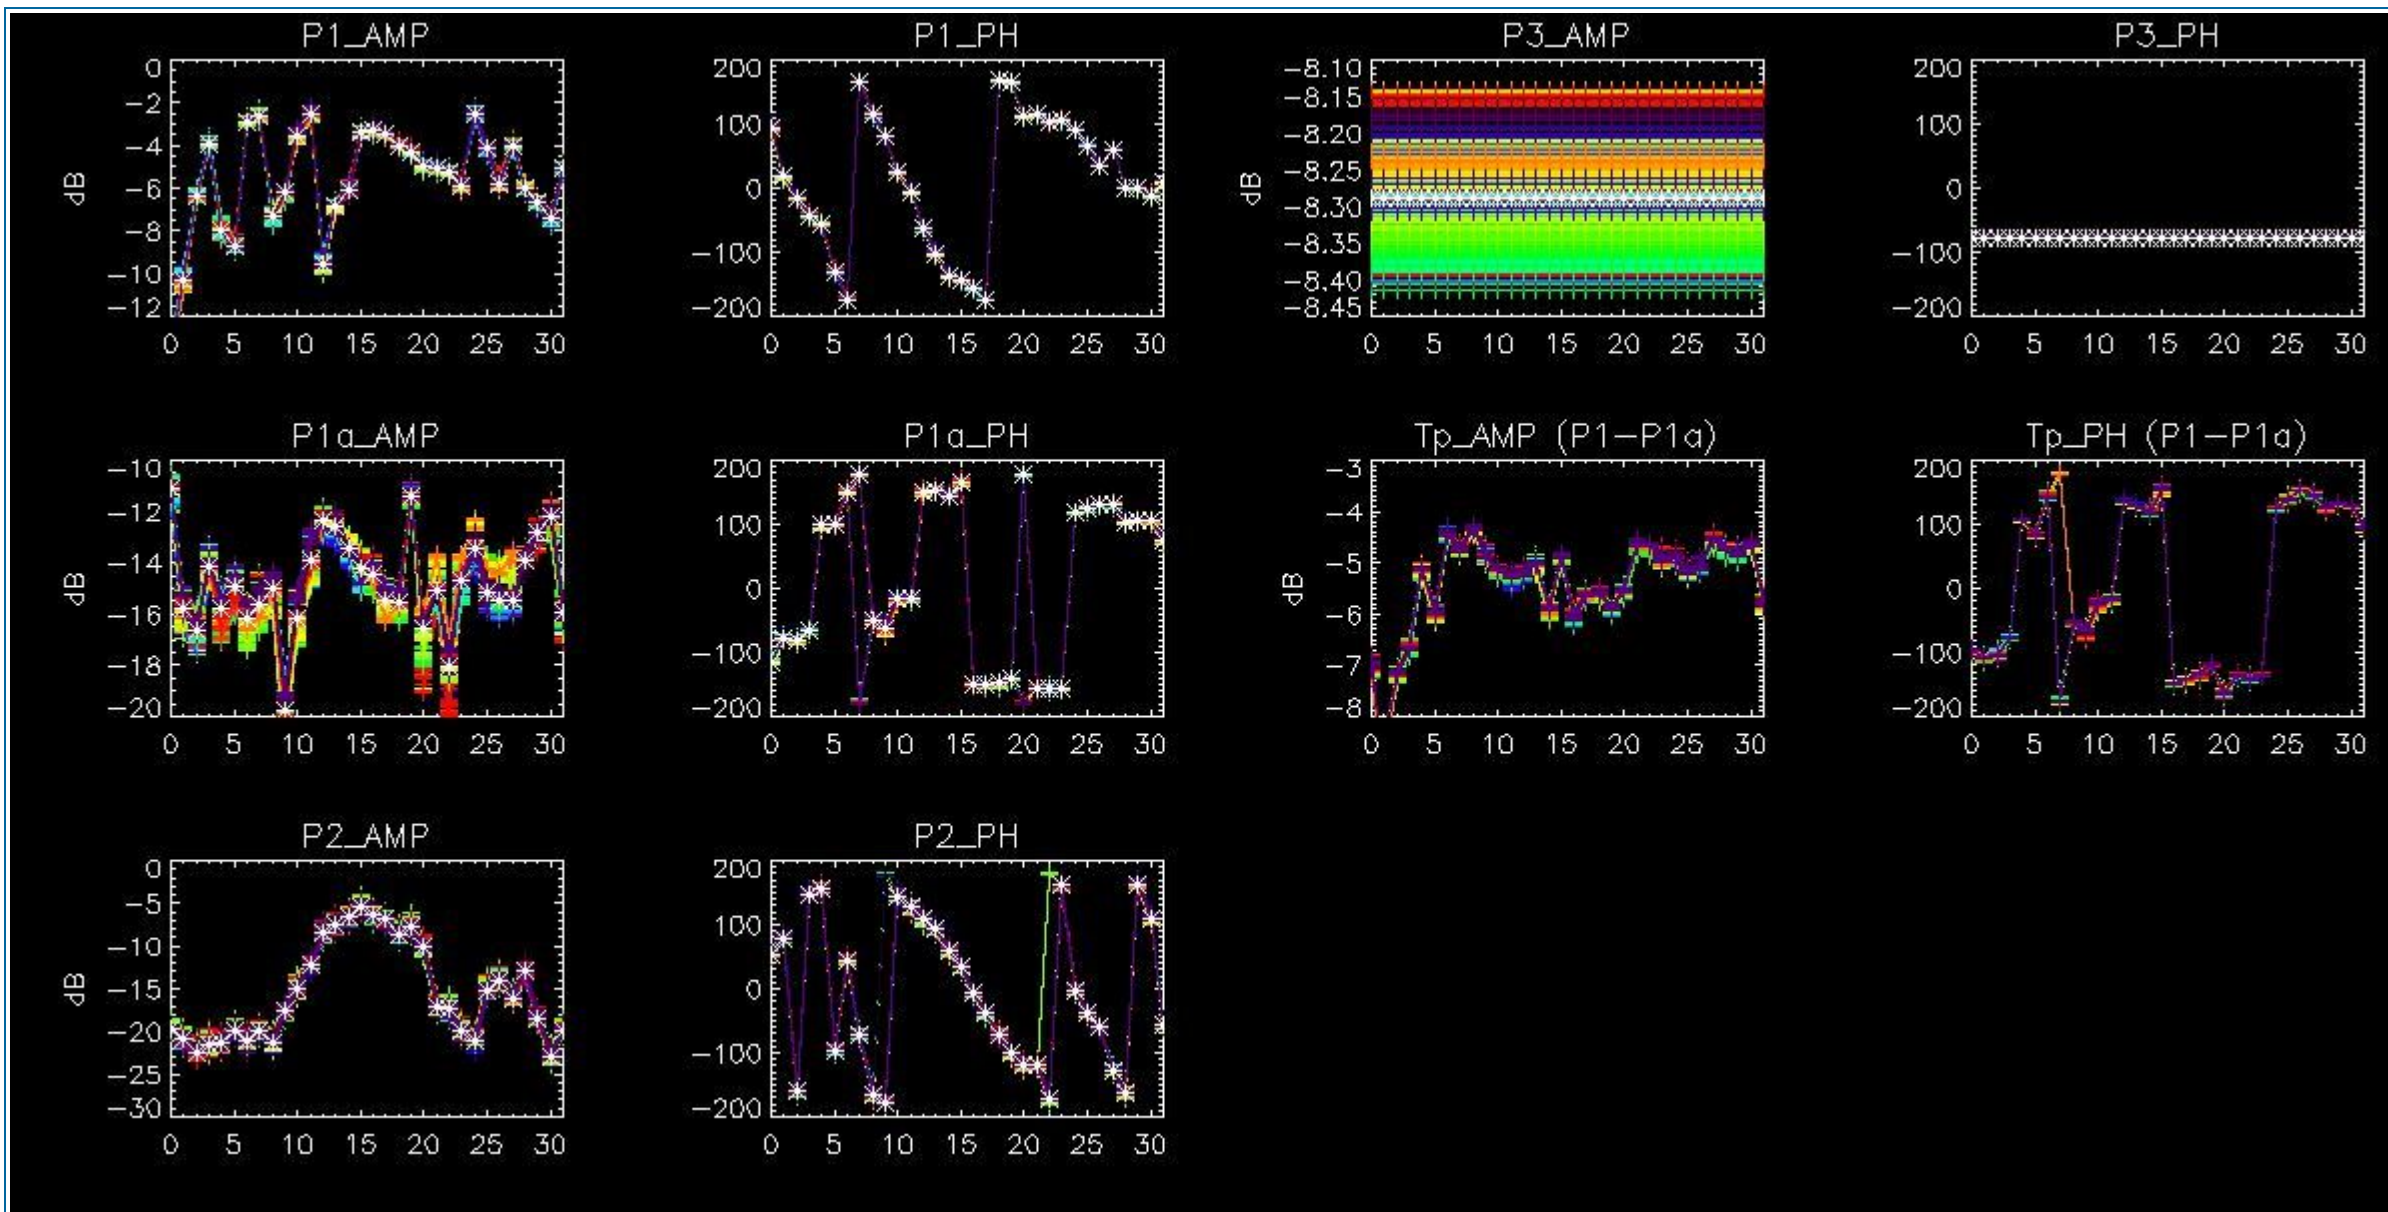 P1_AMP P1_PH P3_AMP P3_PH
0 200 -8.10 200
-2 100 -8.15 100
-4 0 -8.20 0
-6 -100 -8.25 -100
-8 -200 -8.30 -200
-10 -8.35
-12 -8.40
-8.45
dB dB
0 5 10 15 20 25 30 0 5 10 15 20 25 30 0 5 10 15 20 25 30 0 5 10 15 20 25 30
P1a_AMP P1a_PH Tp_AMP (P1-P1a) Tp_PH (P1-P1a)
-10 200 -3 200
-12 100 -4 100
-14 0 -5 0
-16 -100 -6 -100
-18 -200 -7 -200
-20 -8
dB dB
0 5 10 15 20 25 30 0 5 10 15 20 25 30 0 5 10 15 20 25 30 0 5 10 15 20 25 30
P2_AMP P2_PH
0 200
-5 100
-10 0
-15 -100
-20 -200
-25
-30
dB
0 5 10 15 20 25 30 0 5 10 15 20 25 30